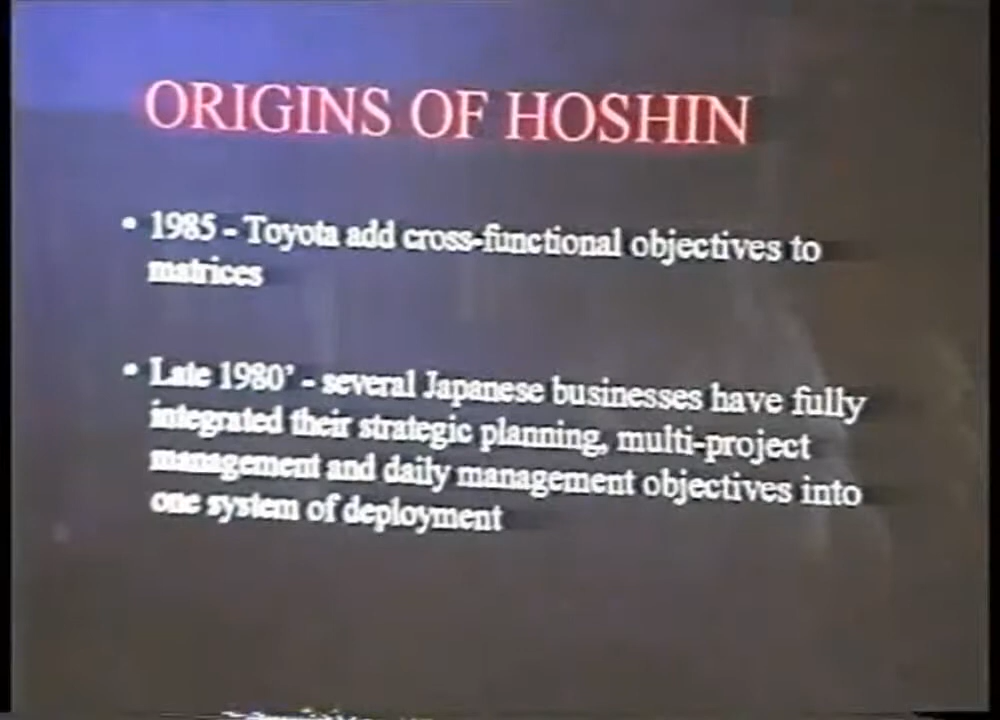 ORIGINS OF HOSHIN
• 1985 - Toyota add cross-functional objectives to
matrices
• Late 1980' - several Japanese businesses have fully
integrated their strategic planning, multi-project
management and daily management objectives into
one system of deployment